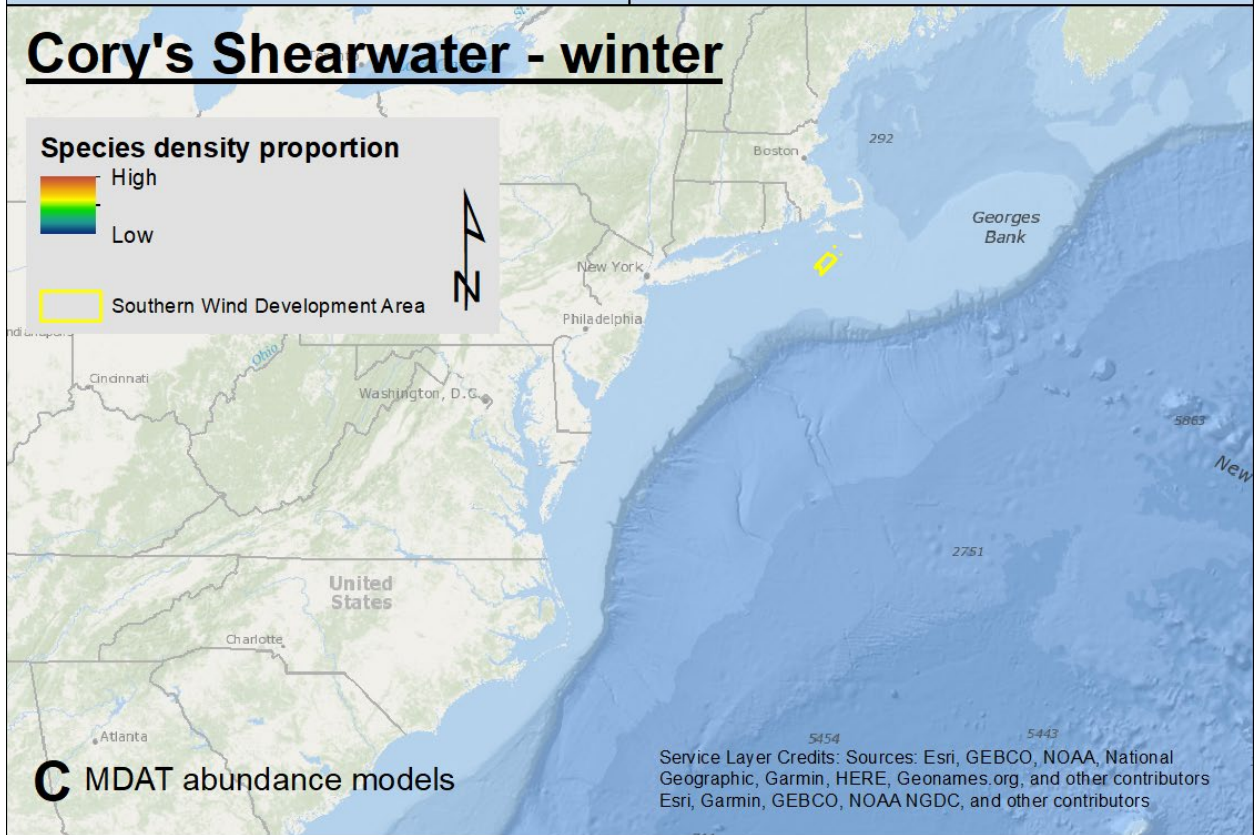 Cory's Shearwater - winter
Species density proportion
High
Low
Southern Wind Development Area
N
Boston
292
Georges
Bank
New York
Philadelphia
Ohio
Cincinnati
Washington, D.C.
5863
New
2751
United
States
Charlotte
Atlanta
5454
5443
C MDAT abundance models
Service Layer Credits: Sources: Esri, GEBCO, NOAA, National
Geographic, Garmin, HERE, Geonames.org, and other contributors
Esri, Garmin, GEBCO, NOAA NGDC, and other contributors